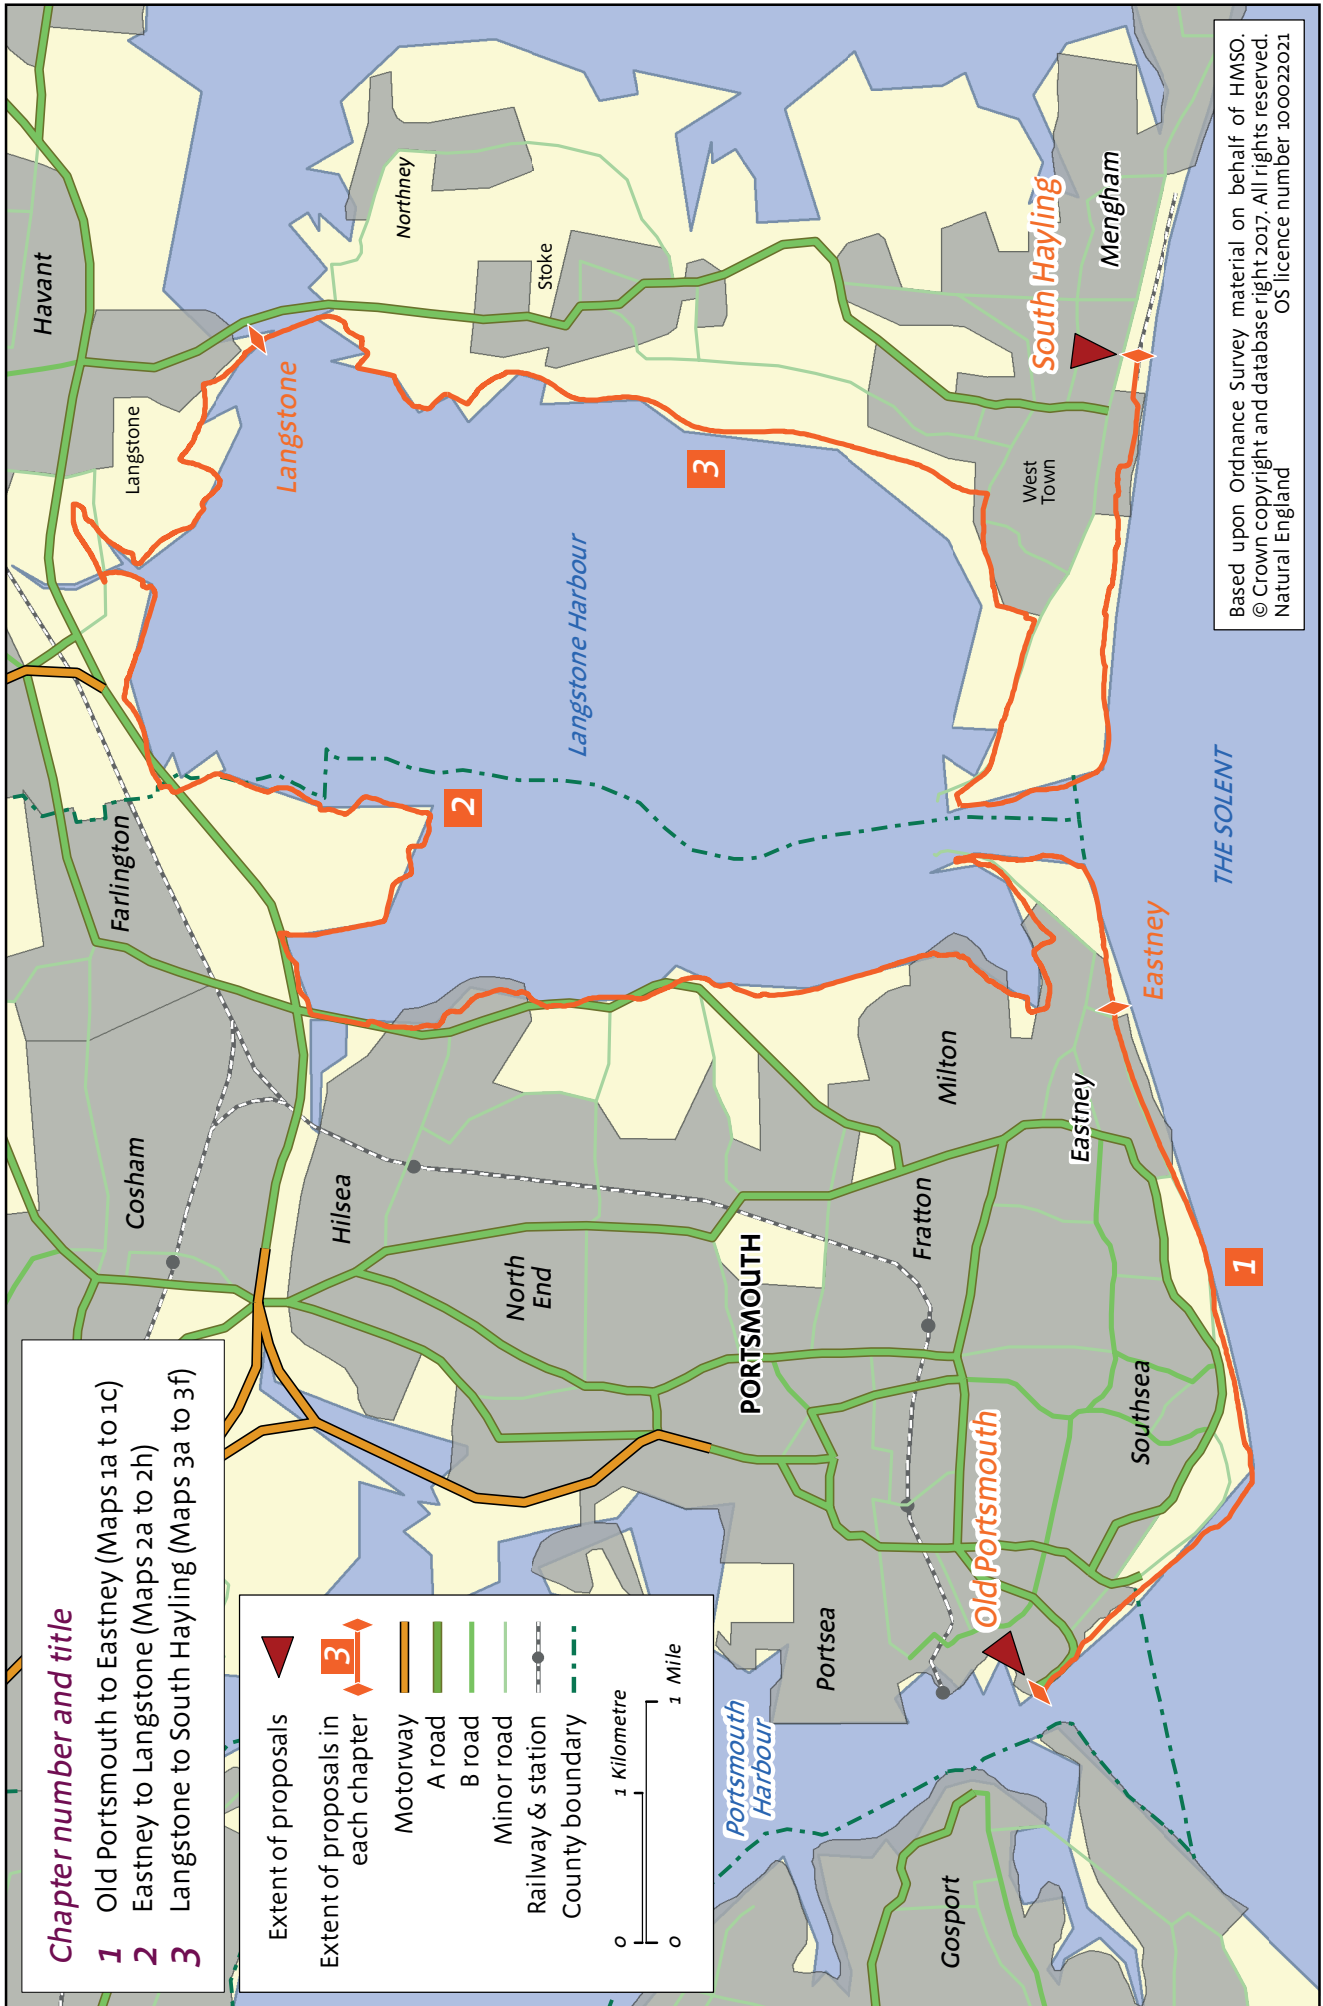 Chapter number and title
1 Old Portsmouth to Eastney (Maps 1a to 1c)
2 Eastney to Langstone (Maps 2a to 2h)
3 Langstone to South Hayling (Maps 3a to 3f)
Extent of proposals
Extent of proposals in
each chapter
3
Motorway
A road
B road
Minor road
Railway & station
County boundary
0 1 Kilometre
0 1 Mile
Cosham
Farlington
Havant
Langstone
Langstone
Hilsea
Northney
North
End
Stoke
2
Langstone Harbour
3
PORTSMOUTH
Portsmouth
Harbour
Portsea
Fratton
Milton
Gosport
Old Portsmouth
West
Town
South Hayling
Mengham
Eastney
Southsea
Eastney
1
THE SOLENT
Based upon Ordnance Survey material on behalf of HMSO.
© Crown copyright and database right 2017. All rights reserved.
Natural England OS licence number 100022021